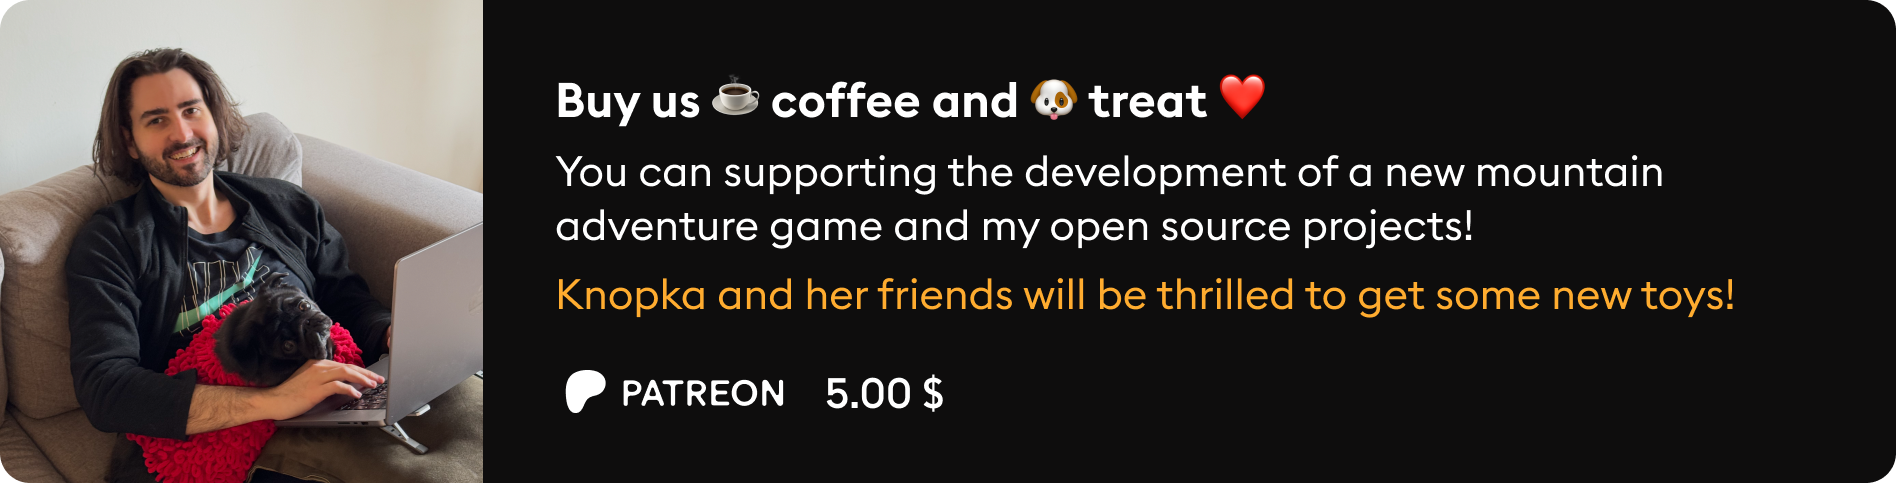 Buy us ☕ coffee and 🐶 treat ❤️
You can supporting the development of a new mountain
adventure game and my open source projects!
Knopka and her friends will be thrilled to get some new toys!
PATREON 5.00 $